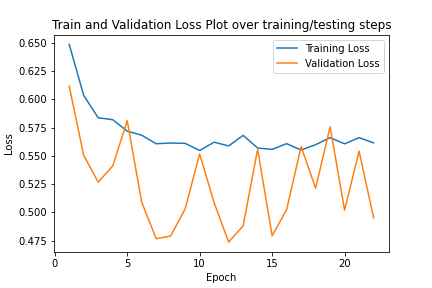 Train and Validation Loss Plot over training/testing steps
Training Loss
Validation Loss
0.650
0.625
0.600
0.575
0.550
0.525
0.500
0.475
Loss
0
5
10
15
20
Epoch